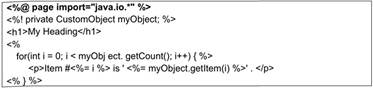 <%@ page import="java.io.*" %>
<%! private CustomObject myObject; %>
<h1>My Heading</h1>
<%
for(int i = 0; i < myObj ect. getCount(); i++) { %>
<p>Item #<%= i %> is ' <%= myObject.getItem(i) %>' . </p>
<% } %>